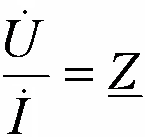 U̇/İ = Z̲